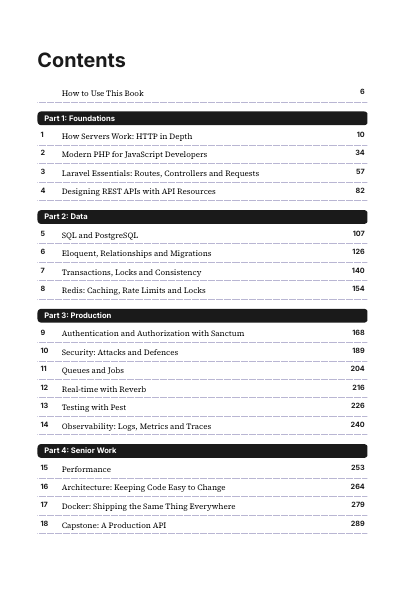 Contents
How to Use This Book 6
Part 1: Foundations
1 How Servers Work: HTTP in Depth 10
2 Modern PHP for JavaScript Developers 34
3 Laravel Essentials: Routes, Controllers and Requests 57
4 Designing REST APIs with API Resources 82
Part 2: Data
5 SQL and PostgreSQL 107
6 Eloquent, Relationships and Migrations 126
7 Transactions, Locks and Consistency 140
8 Redis: Caching, Rate Limits and Locks 154
Part 3: Production
9 Authentication and Authorization with Sanctum 168
10 Security: Attacks and Defences 189
11 Queues and Jobs 204
12 Real-time with Reverb 216
13 Testing with Pest 226
14 Observability: Logs, Metrics and Traces 240
Part 4: Senior Work
15 Performance 253
16 Architecture: Keeping Code Easy to Change 264
17 Docker: Shipping the Same Thing Everywhere 279
18 Capstone: A Production API 289